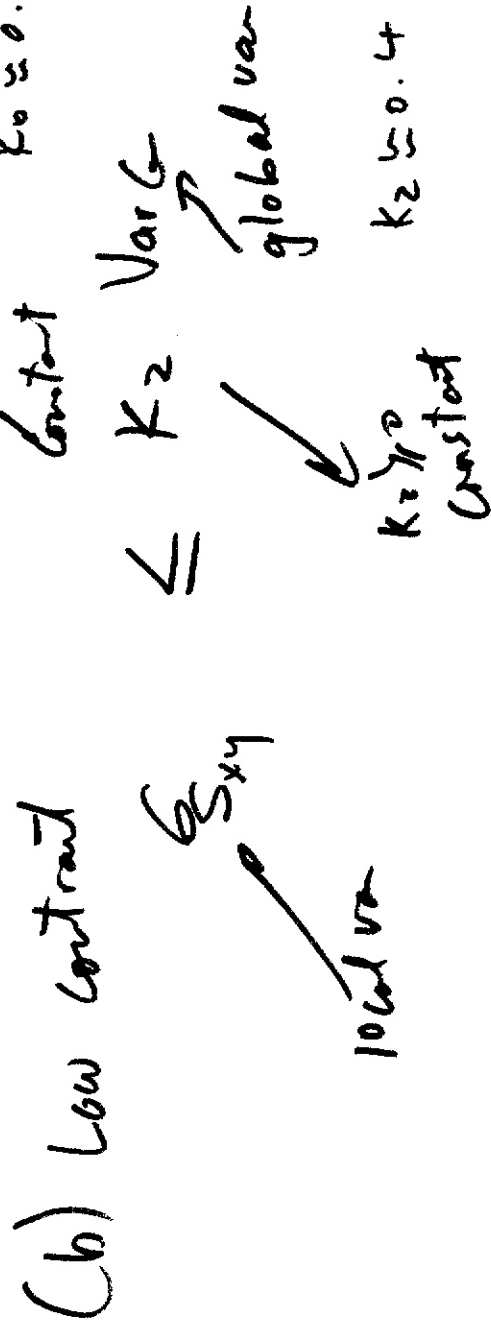 Constant K₀ ≅ 0.
(b) Low contrast
σSxy ≤ K₂ VarG
local var
global var
K₂ ≥ 0
constant
K₂ ≅ 0.4